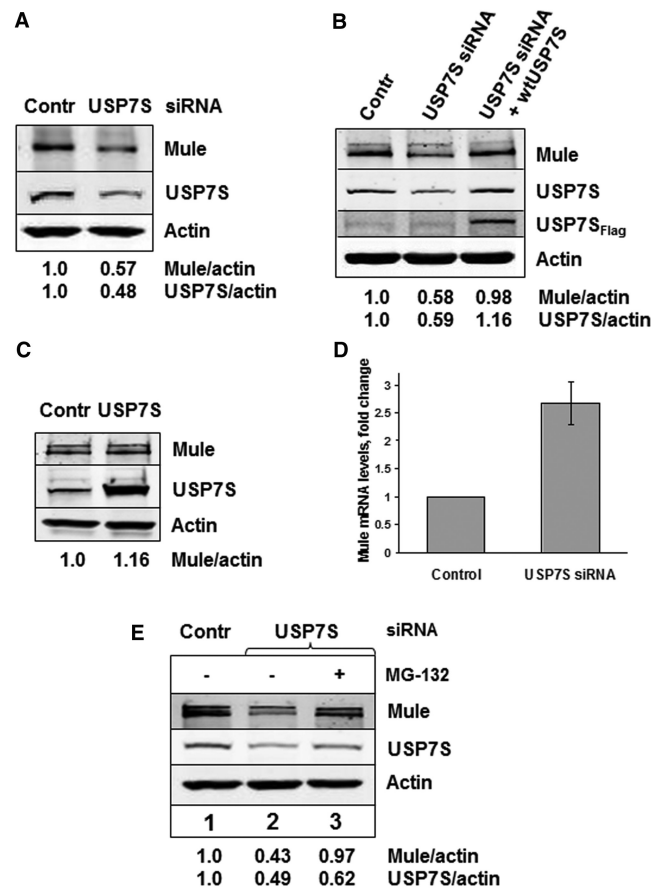 A
Contr USP7S siRNA
Mule
USP7S
Actin
1.0 0.57 Mule/actin
1.0 0.48 USP7S/actin
B
Contr
USP7S siRNA
USP7S siRNA
+ wtUSP7S
Mule
USP7S
USP7SFlag
Actin
1.0 0.58 0.98 Mule/actin
1.0 0.59 1.16 USP7S/actin
C
Contr USP7S
Mule
USP7S
Actin
1.0 1.16 Mule/actin
D
Mule mRNA levels, fold change
3
2.5
2
1.5
1
0.5
0
Control USP7S siRNA
E
Contr USP7S siRNA
- - + MG-132
Mule
USP7S
Actin
1 2 3
1.0 0.43 0.97 Mule/actin
1.0 0.49 0.62 USP7S/actin